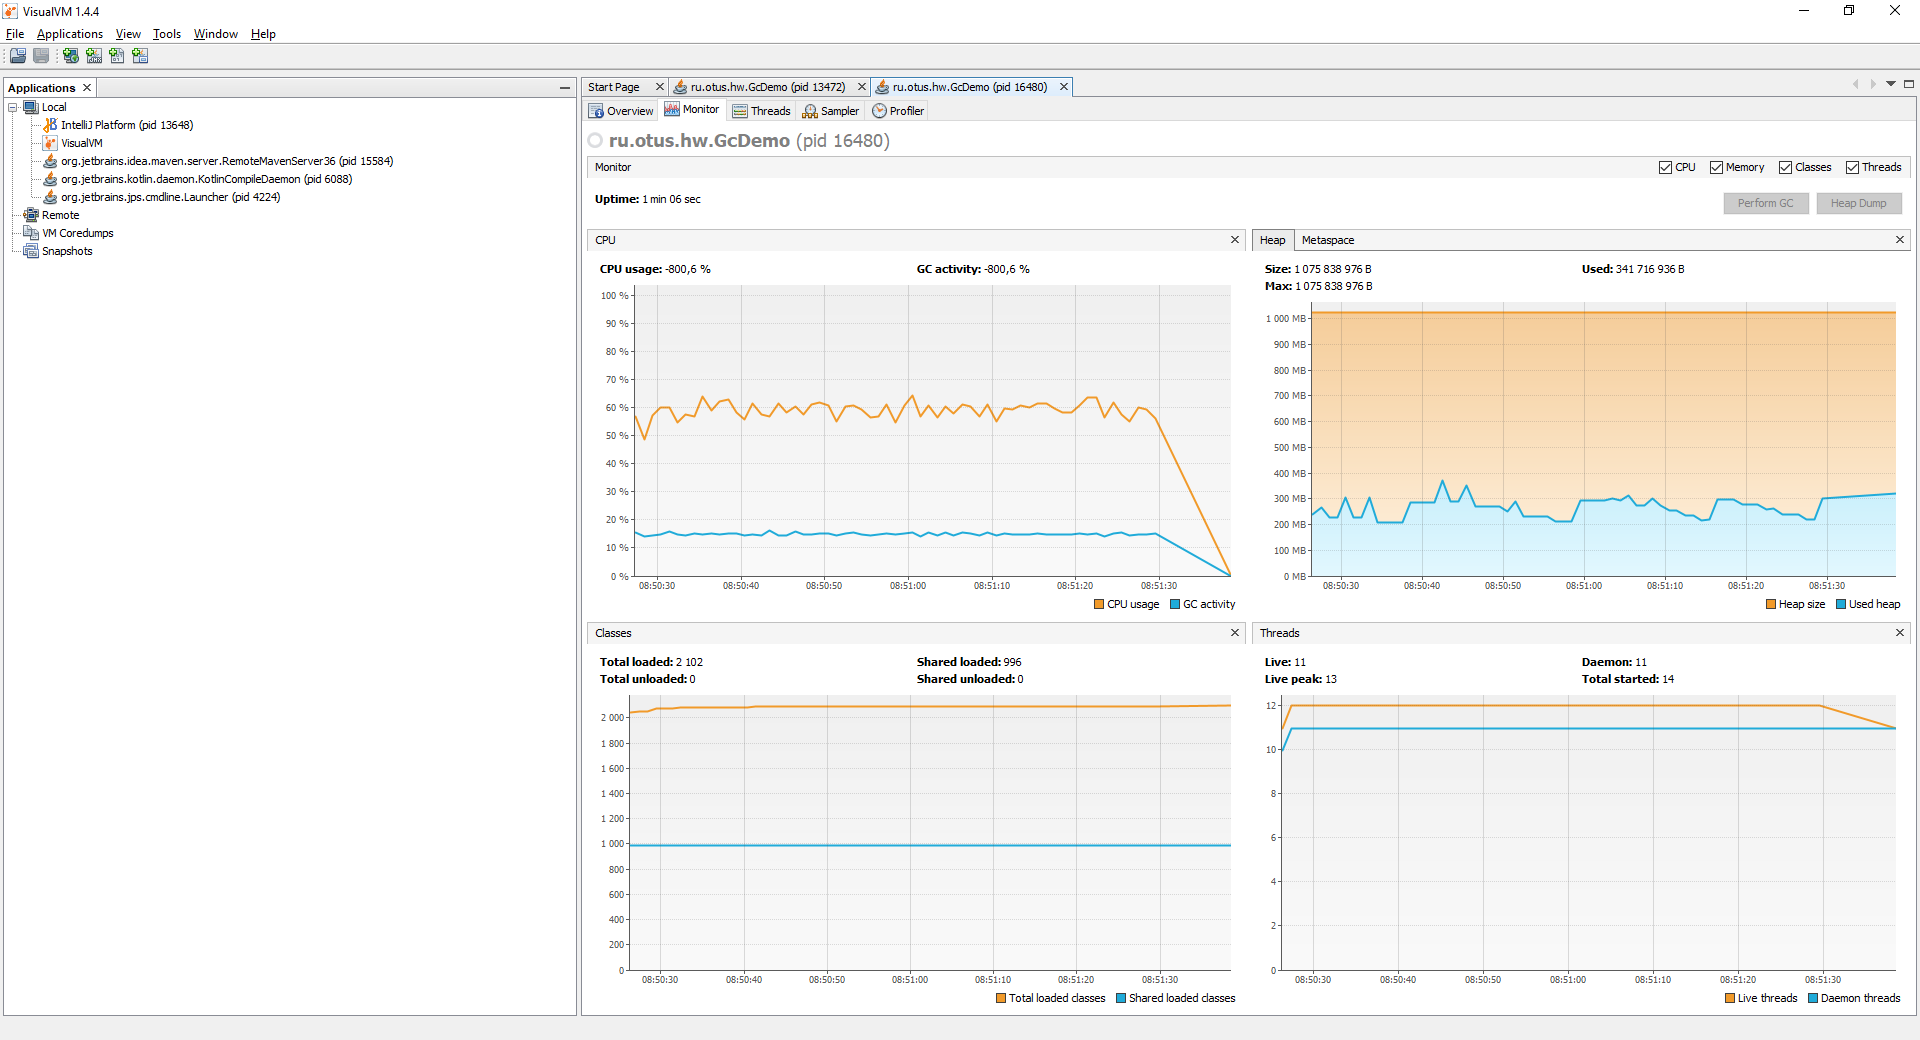 VisualVM 1.4.4
File Applications View Tools Window Help
Applications
Local
IntelliJ Platform (pid 13648)
VisualVM
org.jetbrains.idea.maven.server.RemoteMavenServer36 (pid 15584)
org.jetbrains.kotlin.daemon.KotlinCompileDaemon (pid 6088)
org.jetbrains.jps.cmdline.Launcher (pid 4224)
Remote
VM Coredumps
Snapshots
Start Page ru.otus.hw.GcDemo (pid 13472) ru.otus.hw.GcDemo (pid 16480)
Overview Monitor Threads Sampler Profiler
ru.otus.hw.GcDemo (pid 16480)
Monitor CPU Memory Classes Threads
Uptime: 1 min 06 sec
Perform GC Heap Dump
CPU
CPU usage: -800,6 % GC activity: -800,6 %
100 %
90 %
80 %
70 %
60 %
50 %
40 %
30 %
20 %
10 %
0 %
08:50:30 08:50:40 08:50:50 08:51:00 08:51:10 08:51:20 08:51:30
CPU usage GC activity
Heap Metaspace
Size: 1 075 838 976 B Used: 341 716 936 B
Max: 1 075 838 976 B
1 000 MB
900 MB
800 MB
700 MB
600 MB
500 MB
400 MB
300 MB
200 MB
100 MB
0 MB
08:50:30 08:50:40 08:50:50 08:51:00 08:51:10 08:51:20 08:51:30
Heap size Used heap
Classes
Total loaded: 2 102 Shared loaded: 996
Total unloaded: 0 Shared unloaded: 0
2 000
1 800
1 600
1 400
1 200
1 000
800
600
400
200
0
08:50:30 08:50:40 08:50:50 08:51:00 08:51:10 08:51:20 08:51:30
Total loaded classes Shared loaded classes
Threads
Live: 11 Daemon: 11
Live peak: 13 Total started: 14
12
10
8
6
4
2
0
08:50:30 08:50:40 08:50:50 08:51:00 08:51:10 08:51:20 08:51:30
Live threads Daemon threads